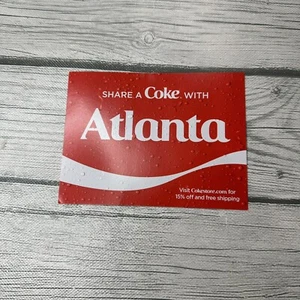 SHARE A Coke WITH
Atlanta
Visit Cokestore.com for
15% off and free shipping